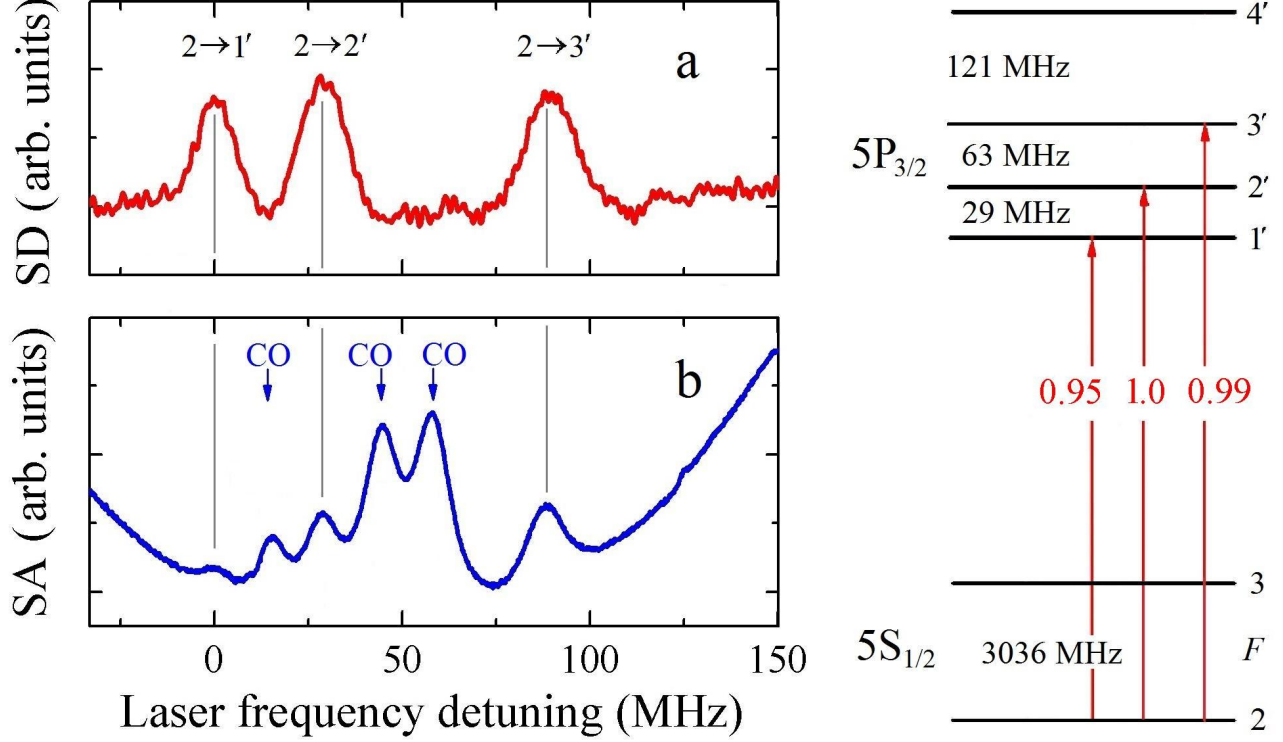 SD (arb. units)
2→1′ 2→2′ 2→3′
a
SA (arb. units)
CO CO CO
b
0 50 100 150
Laser frequency detuning (MHz)
4′
121 MHz
3′
5P3/2
63 MHz
2′
29 MHz
1′
0.95 1.0 0.99
3
5S1/2
3036 MHz
F
2